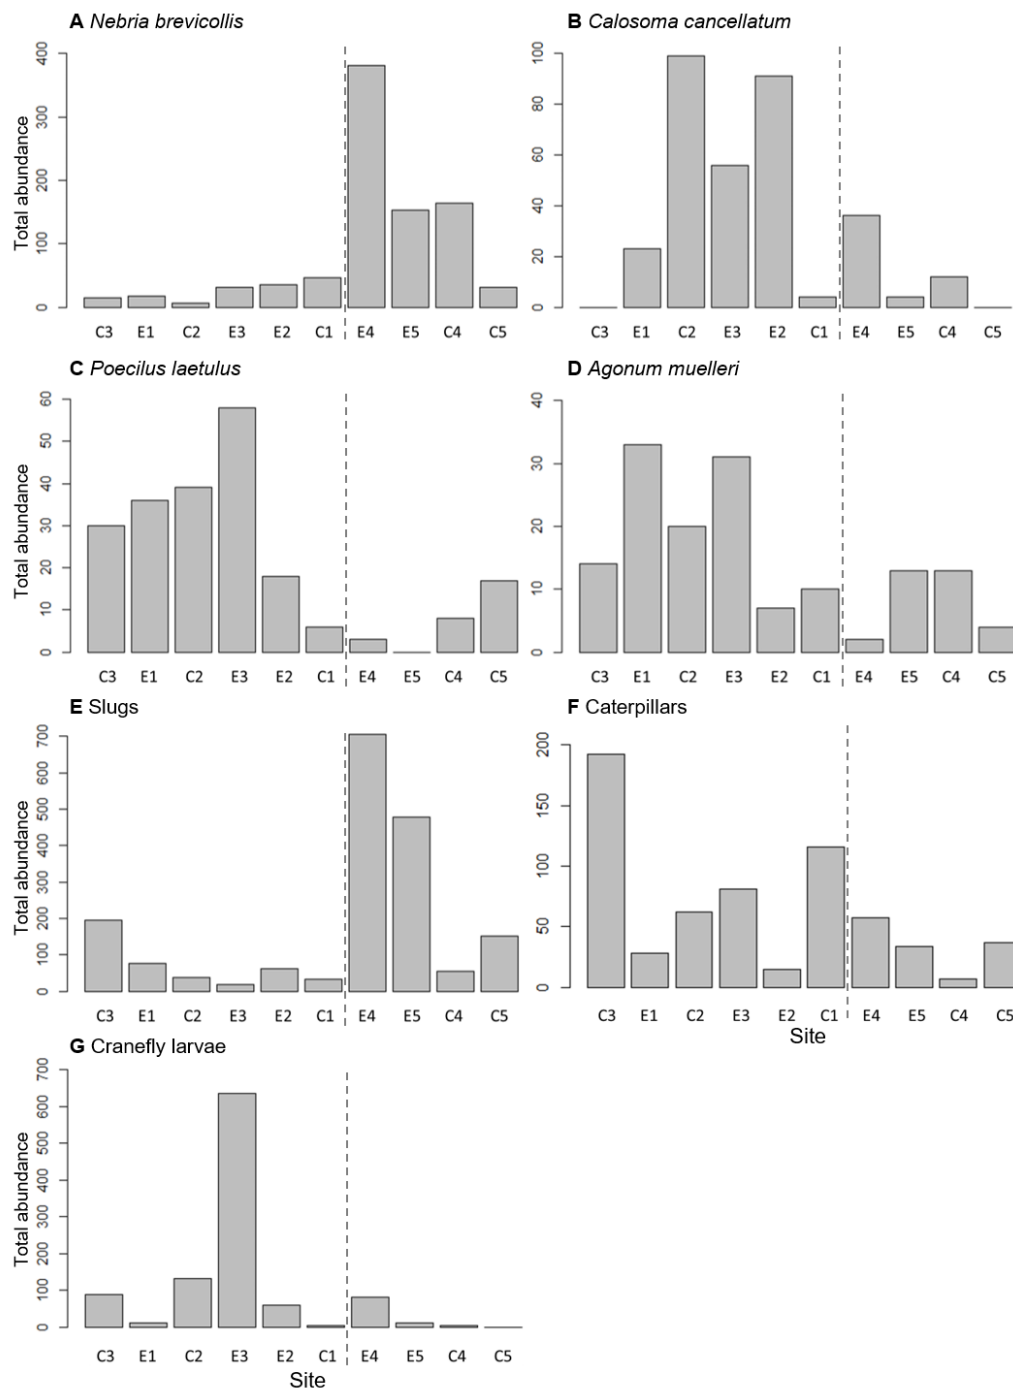 A Nebria brevicollis
Total abundance
400
300
200
100
0
C3 E1 C2 E3 E2 C1 E4 E5 C4 C5
B Calosoma cancellatum
100
80
60
40
20
0
C3 E1 C2 E3 E2 C1 E4 E5 C4 C5
C Poecilus laetulus
Total abundance
60
50
40
30
20
10
0
C3 E1 C2 E3 E2 C1 E4 E5 C4 C5
D Agonum muelleri
40
30
20
10
0
C3 E1 C2 E3 E2 C1 E4 E5 C4 C5
E Slugs
Total abundance
700
600
500
400
300
200
100
0
C3 E1 C2 E3 E2 C1 E4 E5 C4 C5
F Caterpillars
200
150
100
50
0
C3 E1 C2 E3 E2 C1 E4 E5 C4 C5
Site
G Cranefly larvae
Total abundance
700
600
500
400
300
200
100
0
C3 E1 C2 E3 E2 C1 E4 E5 C4 C5
Site